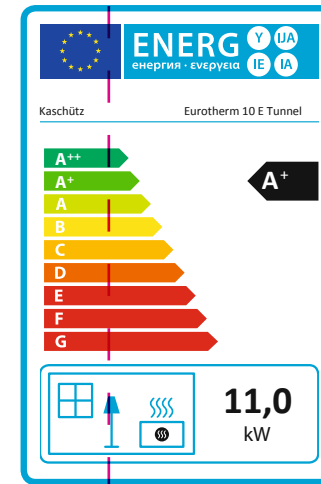 ENERG Y IJA
енергия · ενεργεια IE IA
Kaschütz Eurotherm 10 E Tunnel
A++
A+ A+
A
B
C
D
E
F
G
11,0
kW